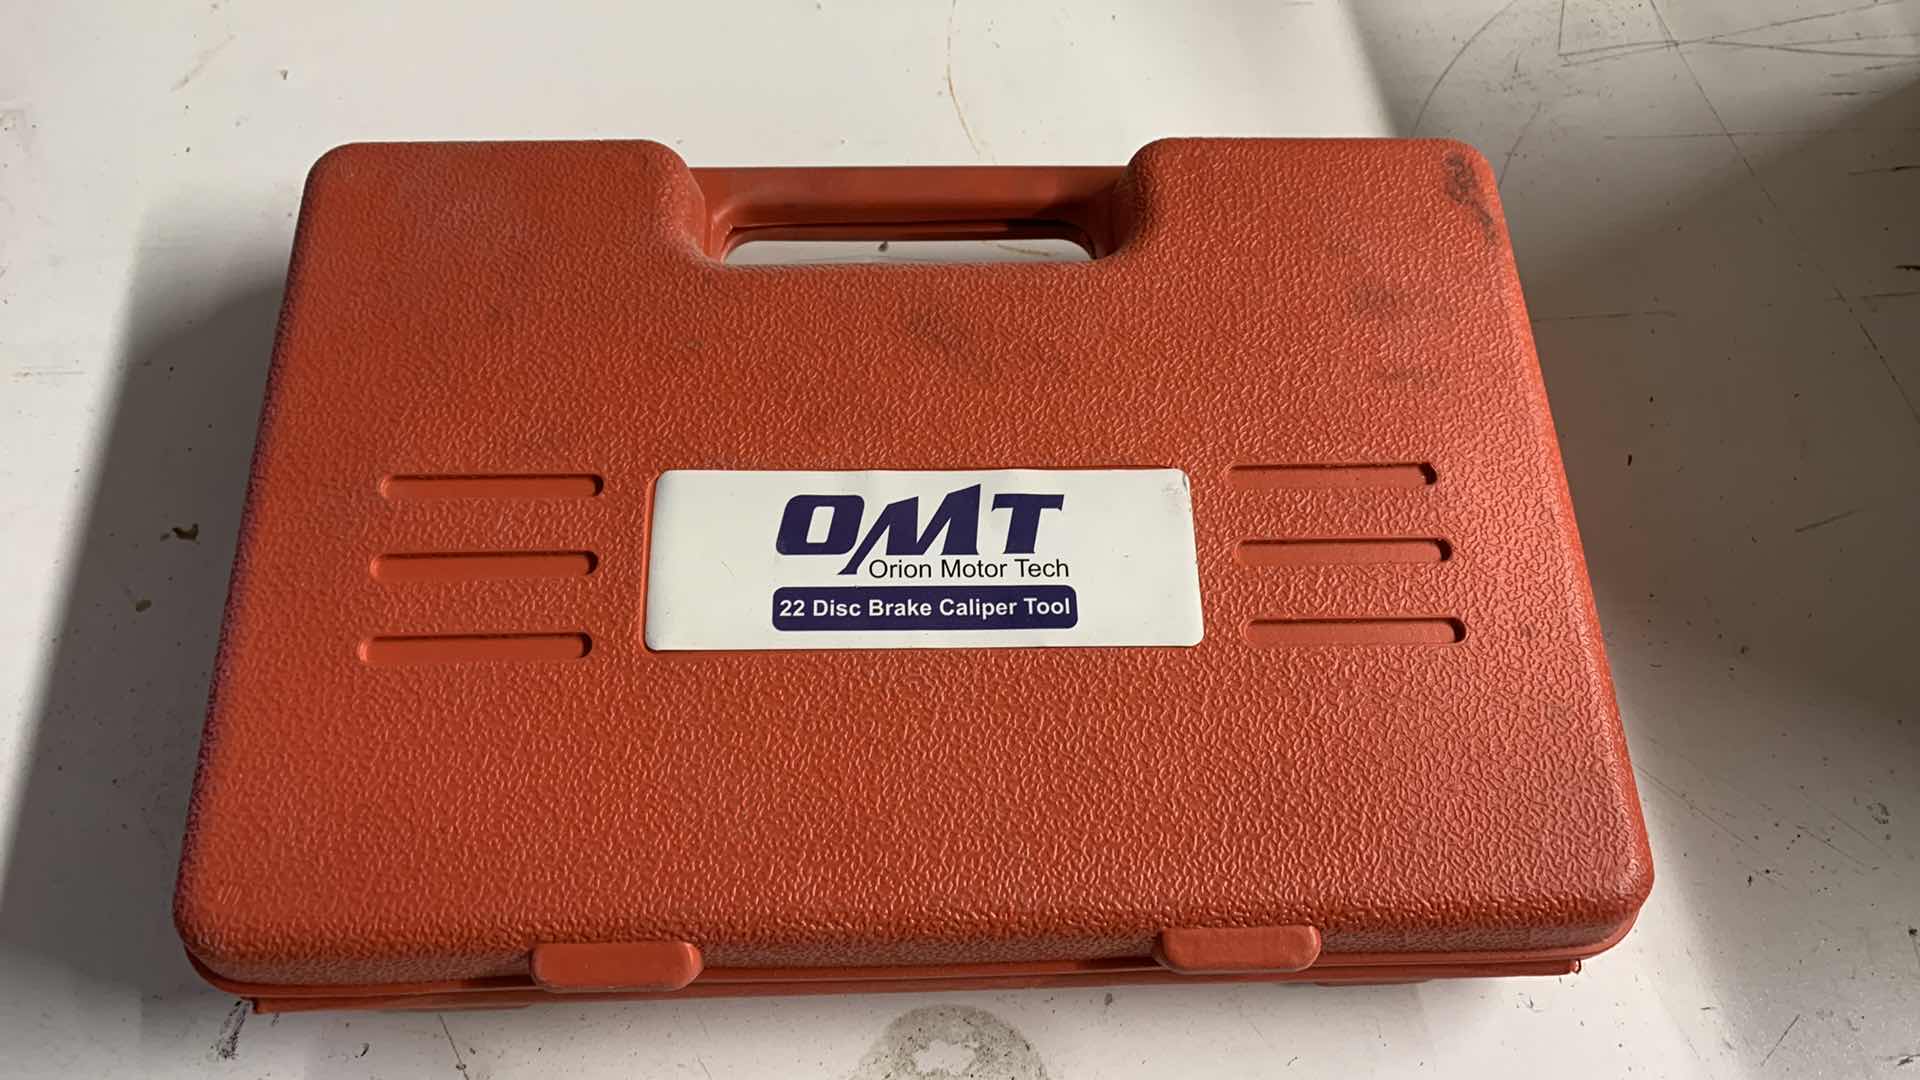 OMT
Orion Motor Tech
22 Disc Brake Caliper Tool